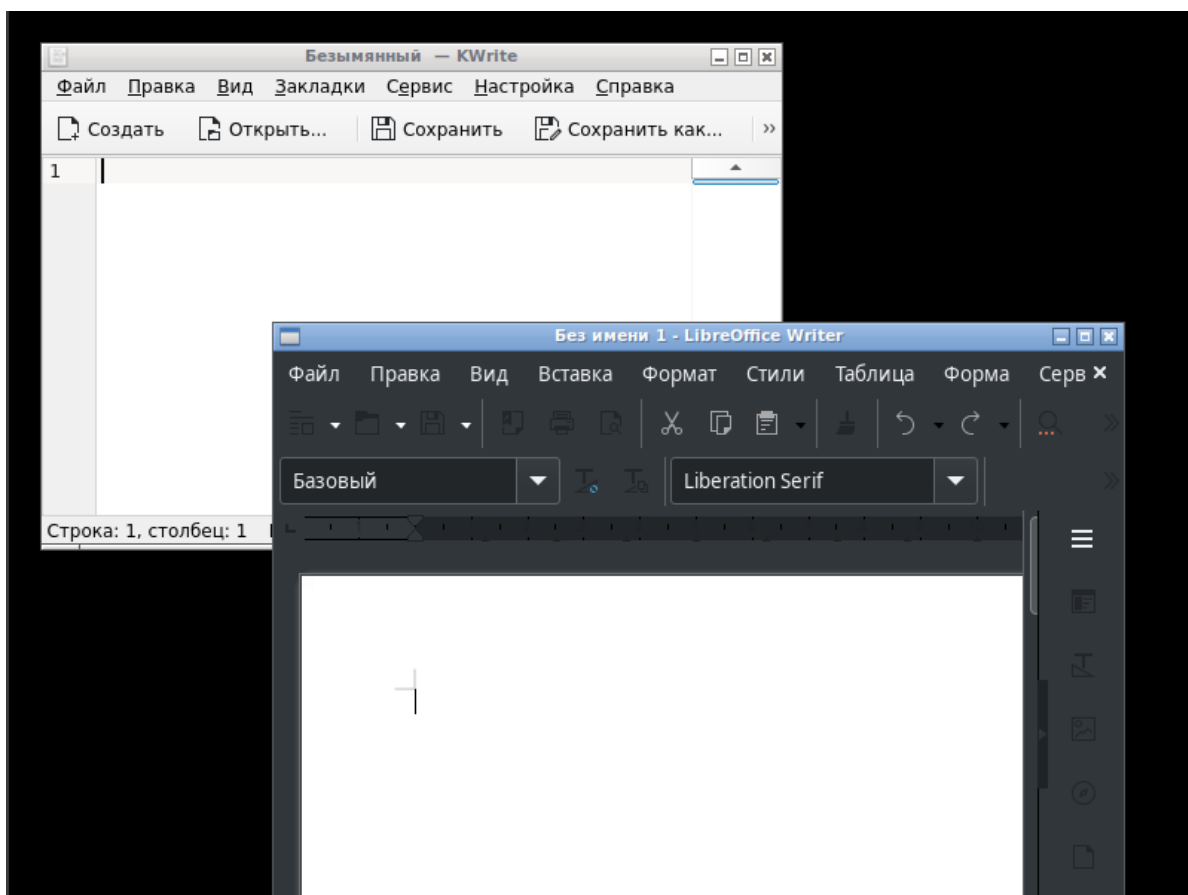 Безымянный — KWrite
Файл Правка Вид Закладки Сервис Настройка Справка
Создать Открыть... Сохранить Сохранить как... »
1
Строка: 1, столбец: 1
Без имени 1 - LibreOffice Writer
Файл Правка Вид Вставка Формат Стили Таблица Форма Серв
Базовый Liberation Serif